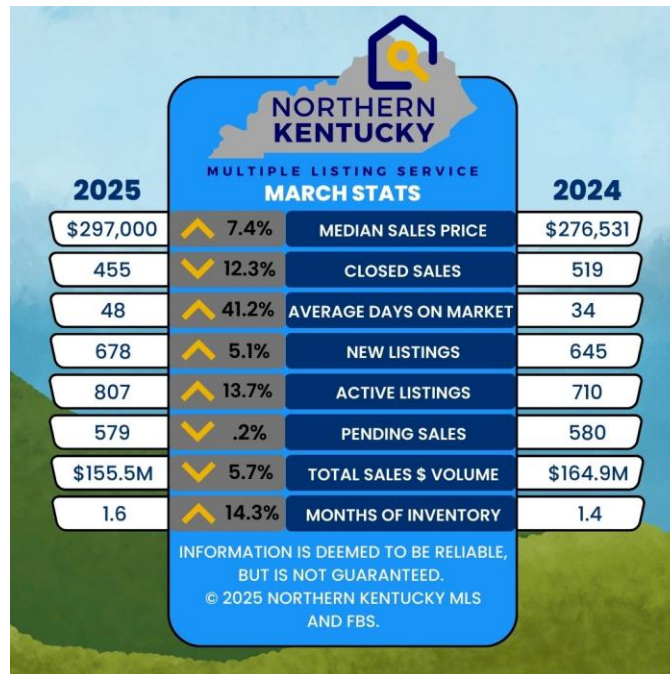 NORTHERN
KENTUCKY
MULTIPLE LISTING SERVICE
2025 MARCH STATS 2024
$297,000 7.4% MEDIAN SALES PRICE $276,531
455 12.3% CLOSED SALES 519
48 41.2% AVERAGE DAYS ON MARKET 34
678 5.1% NEW LISTINGS 645
807 13.7% ACTIVE LISTINGS 710
579 .2% PENDING SALES 580
$155.5M 5.7% TOTAL SALES $ VOLUME $164.9M
1.6 14.3% MONTHS OF INVENTORY 1.4
INFORMATION IS DEEMED TO BE RELIABLE,
BUT IS NOT GUARANTEED.
© 2025 NORTHERN KENTUCKY MLS
AND FBS.